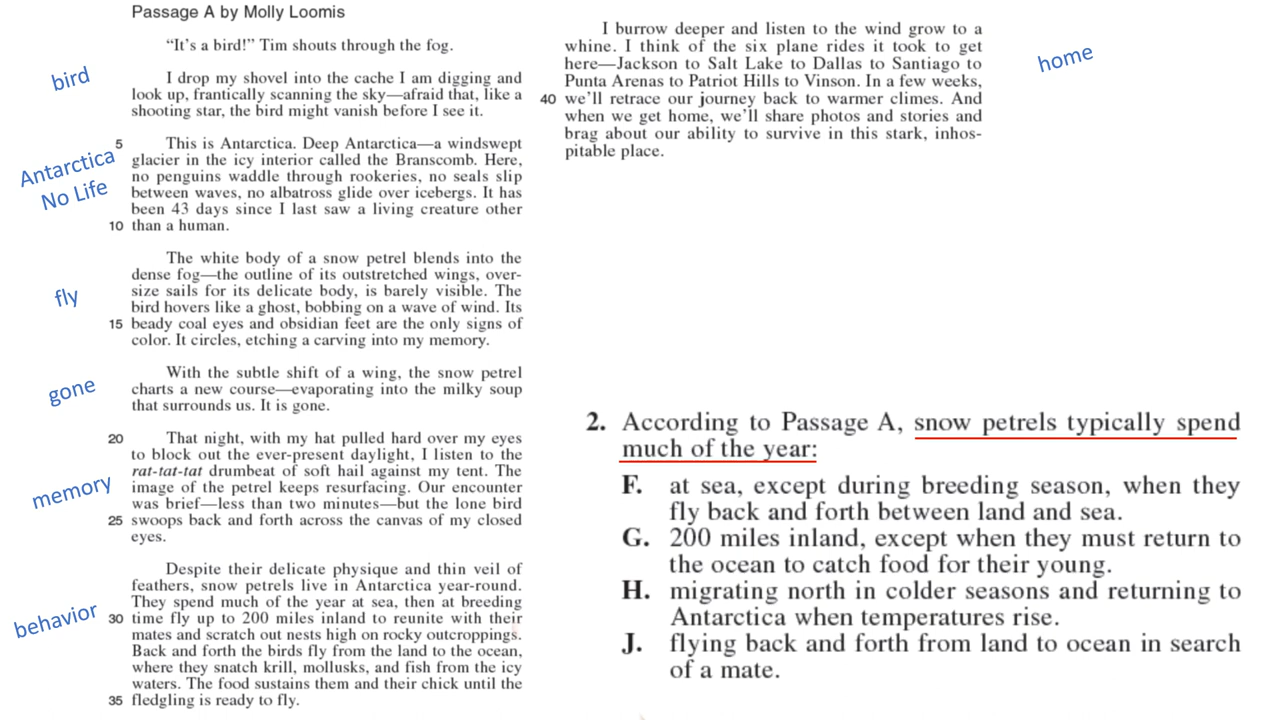 Passage A by Molly Loomis
“It’s a bird!” Tim shouts through the fog.
bird
I drop my shovel into the cache I am digging and
look up, frantically scanning the sky—afraid that, like a
shooting star, the bird might vanish before I see it.
Antarctica
No Life
5 This is Antarctica. Deep Antarctica—a windswept
glacier in the icy interior called the Branscomb. Here,
no penguins waddle through rookeries, no seals slip
between waves, no albatross glide over icebergs. It has
been 43 days since I last saw a living creature other
10 than a human.
fly
The white body of a snow petrel blends into the
dense fog—the outline of its outstretched wings, over-
size sails for its delicate body, is barely visible. The
bird hovers like a ghost, bobbing on a wave of wind. Its
15 beady coal eyes and obsidian feet are the only signs of
color. It circles, etching a carving into my memory.
gone
With the subtle shift of a wing, the snow petrel
charts a new course—evaporating into the milky soup
that surrounds us. It is gone.
memory
20 That night, with my hat pulled hard over my eyes
to block out the ever-present daylight, I listen to the
rat-tat-tat drumbeat of soft hail against my tent. The
image of the petrel keeps resurfacing. Our encounter
was brief—less than two minutes—but the lone bird
25 swoops back and forth across the canvas of my closed
eyes.
behavior
Despite their delicate physique and thin veil of
feathers, snow petrels live in Antarctica year-round.
They spend much of the year at sea, then at breeding
30 time fly up to 200 miles inland to reunite with their
mates and scratch out nests high on rocky outcroppings.
Back and forth the birds fly from the land to the ocean,
where they snatch krill, mollusks, and fish from the icy
waters. The food sustains them and their chick until the
35 fledgling is ready to fly.
I burrow deeper and listen to the wind grow to a
whine. I think of the six plane rides it took to get
here—Jackson to Salt Lake to Dallas to Santiago to
Punta Arenas to Patriot Hills to Vinson. In a few weeks,
40 we’ll retrace our journey back to warmer climes. And
when we get home, we’ll share photos and stories and
brag about our ability to survive in this stark, inhos-
pitable place.
home
2. According to Passage A, snow petrels typically spend
much of the year:
F. at sea, except during breeding season, when they
fly back and forth between land and sea.
G. 200 miles inland, except when they must return to
the ocean to catch food for their young.
H. migrating north in colder seasons and returning to
Antarctica when temperatures rise.
J. flying back and forth from land to ocean in search
of a mate.